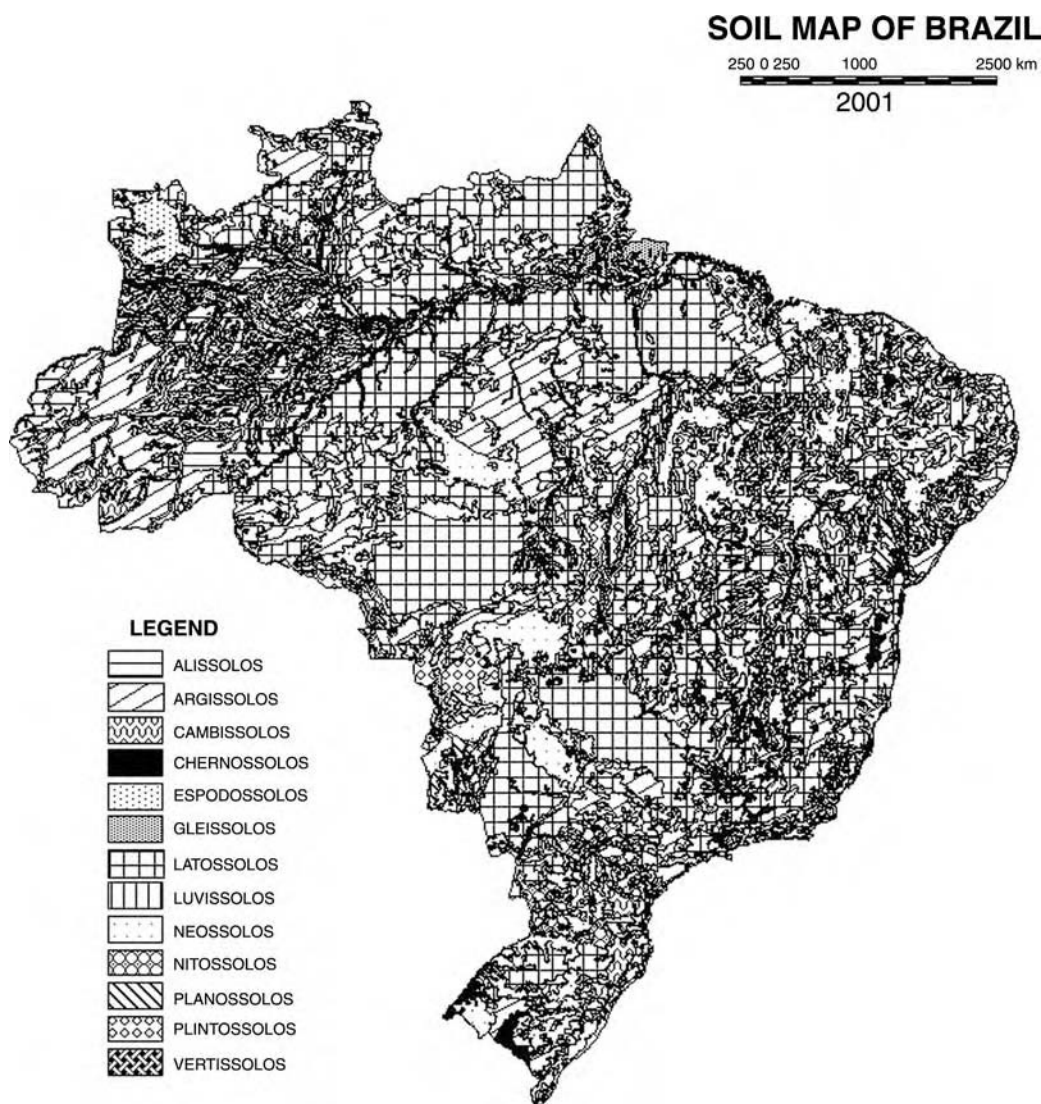 SOIL MAP OF BRAZIL
250 0 250 1000 2500 km
2001
LEGEND
ALISSOLOS
ARGISSOLOS
CAMBISSOLOS
CHERNOSSOLOS
ESPODOSSOLOS
GLEISSOLOS
LATOSSOLOS
LUVISSOLOS
NEOSSOLOS
NITOSSOLOS
PLANOSSOLOS
PLINTOSSOLOS
VERTISSOLOS